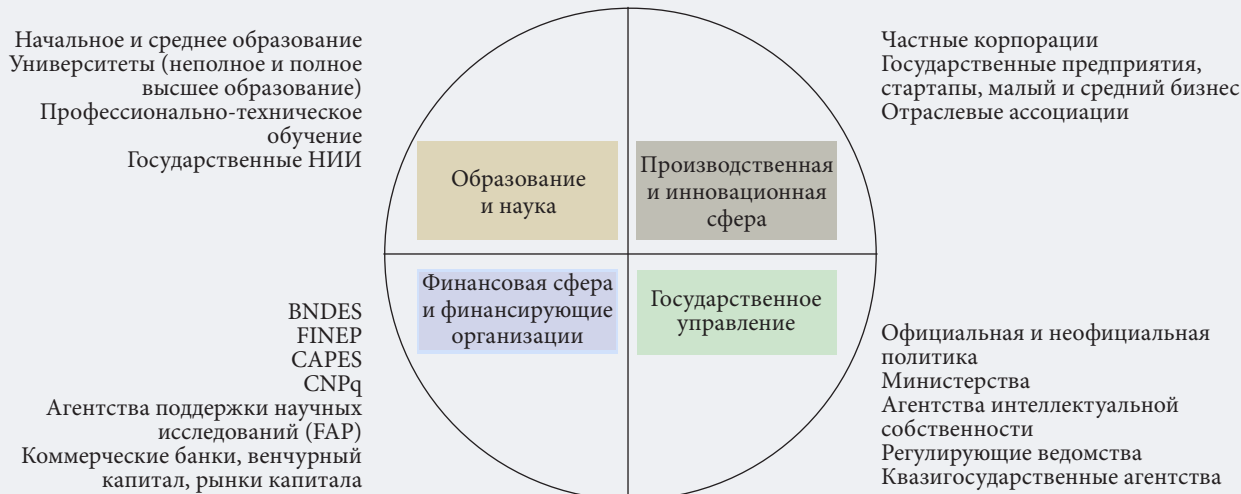 Начальное и среднее образование
Университеты (неполное и полное
высшее образование)
Профессионально-техническое
обучение
Государственные НИИ
Частные корпорации
Государственные предприятия,
стартапы, малый и средний бизнес
Отраслевые ассоциации
Образование
и наука
Производственная
и инновационная
сфера
Финансовая сфера
и финансирующие
организации
Государственное
управление
BNDES
FINEP
CAPES
CNPq
Агентства поддержки научных
исследований (FAP)
Коммерческие банки, венчурный
капитал, рынки капитала
Официальная и неофициальная
политика
Министерства
Агентства интеллектуальной
собственности
Регулирующие ведомства
Квазигосударственные агентства